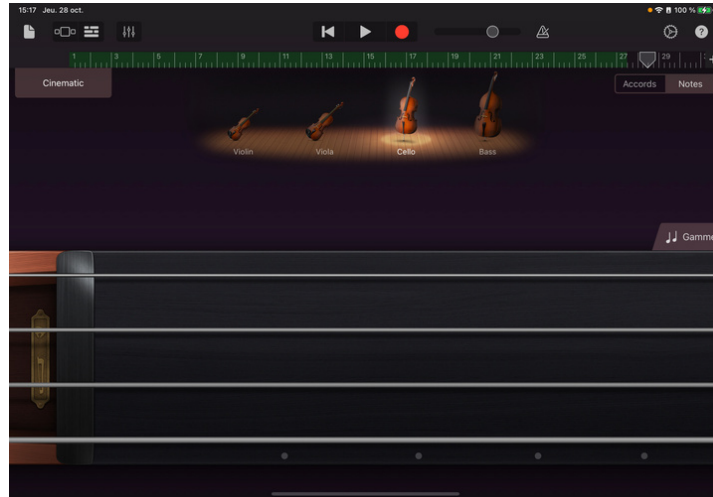 15:17 Jeu. 28 oct. 100 %
1 3 5 7 9 11 13 15 17 19 21 23 25 27 29
Cinematic
Accords Notes
Violin Viola Cello Bass
Gamme